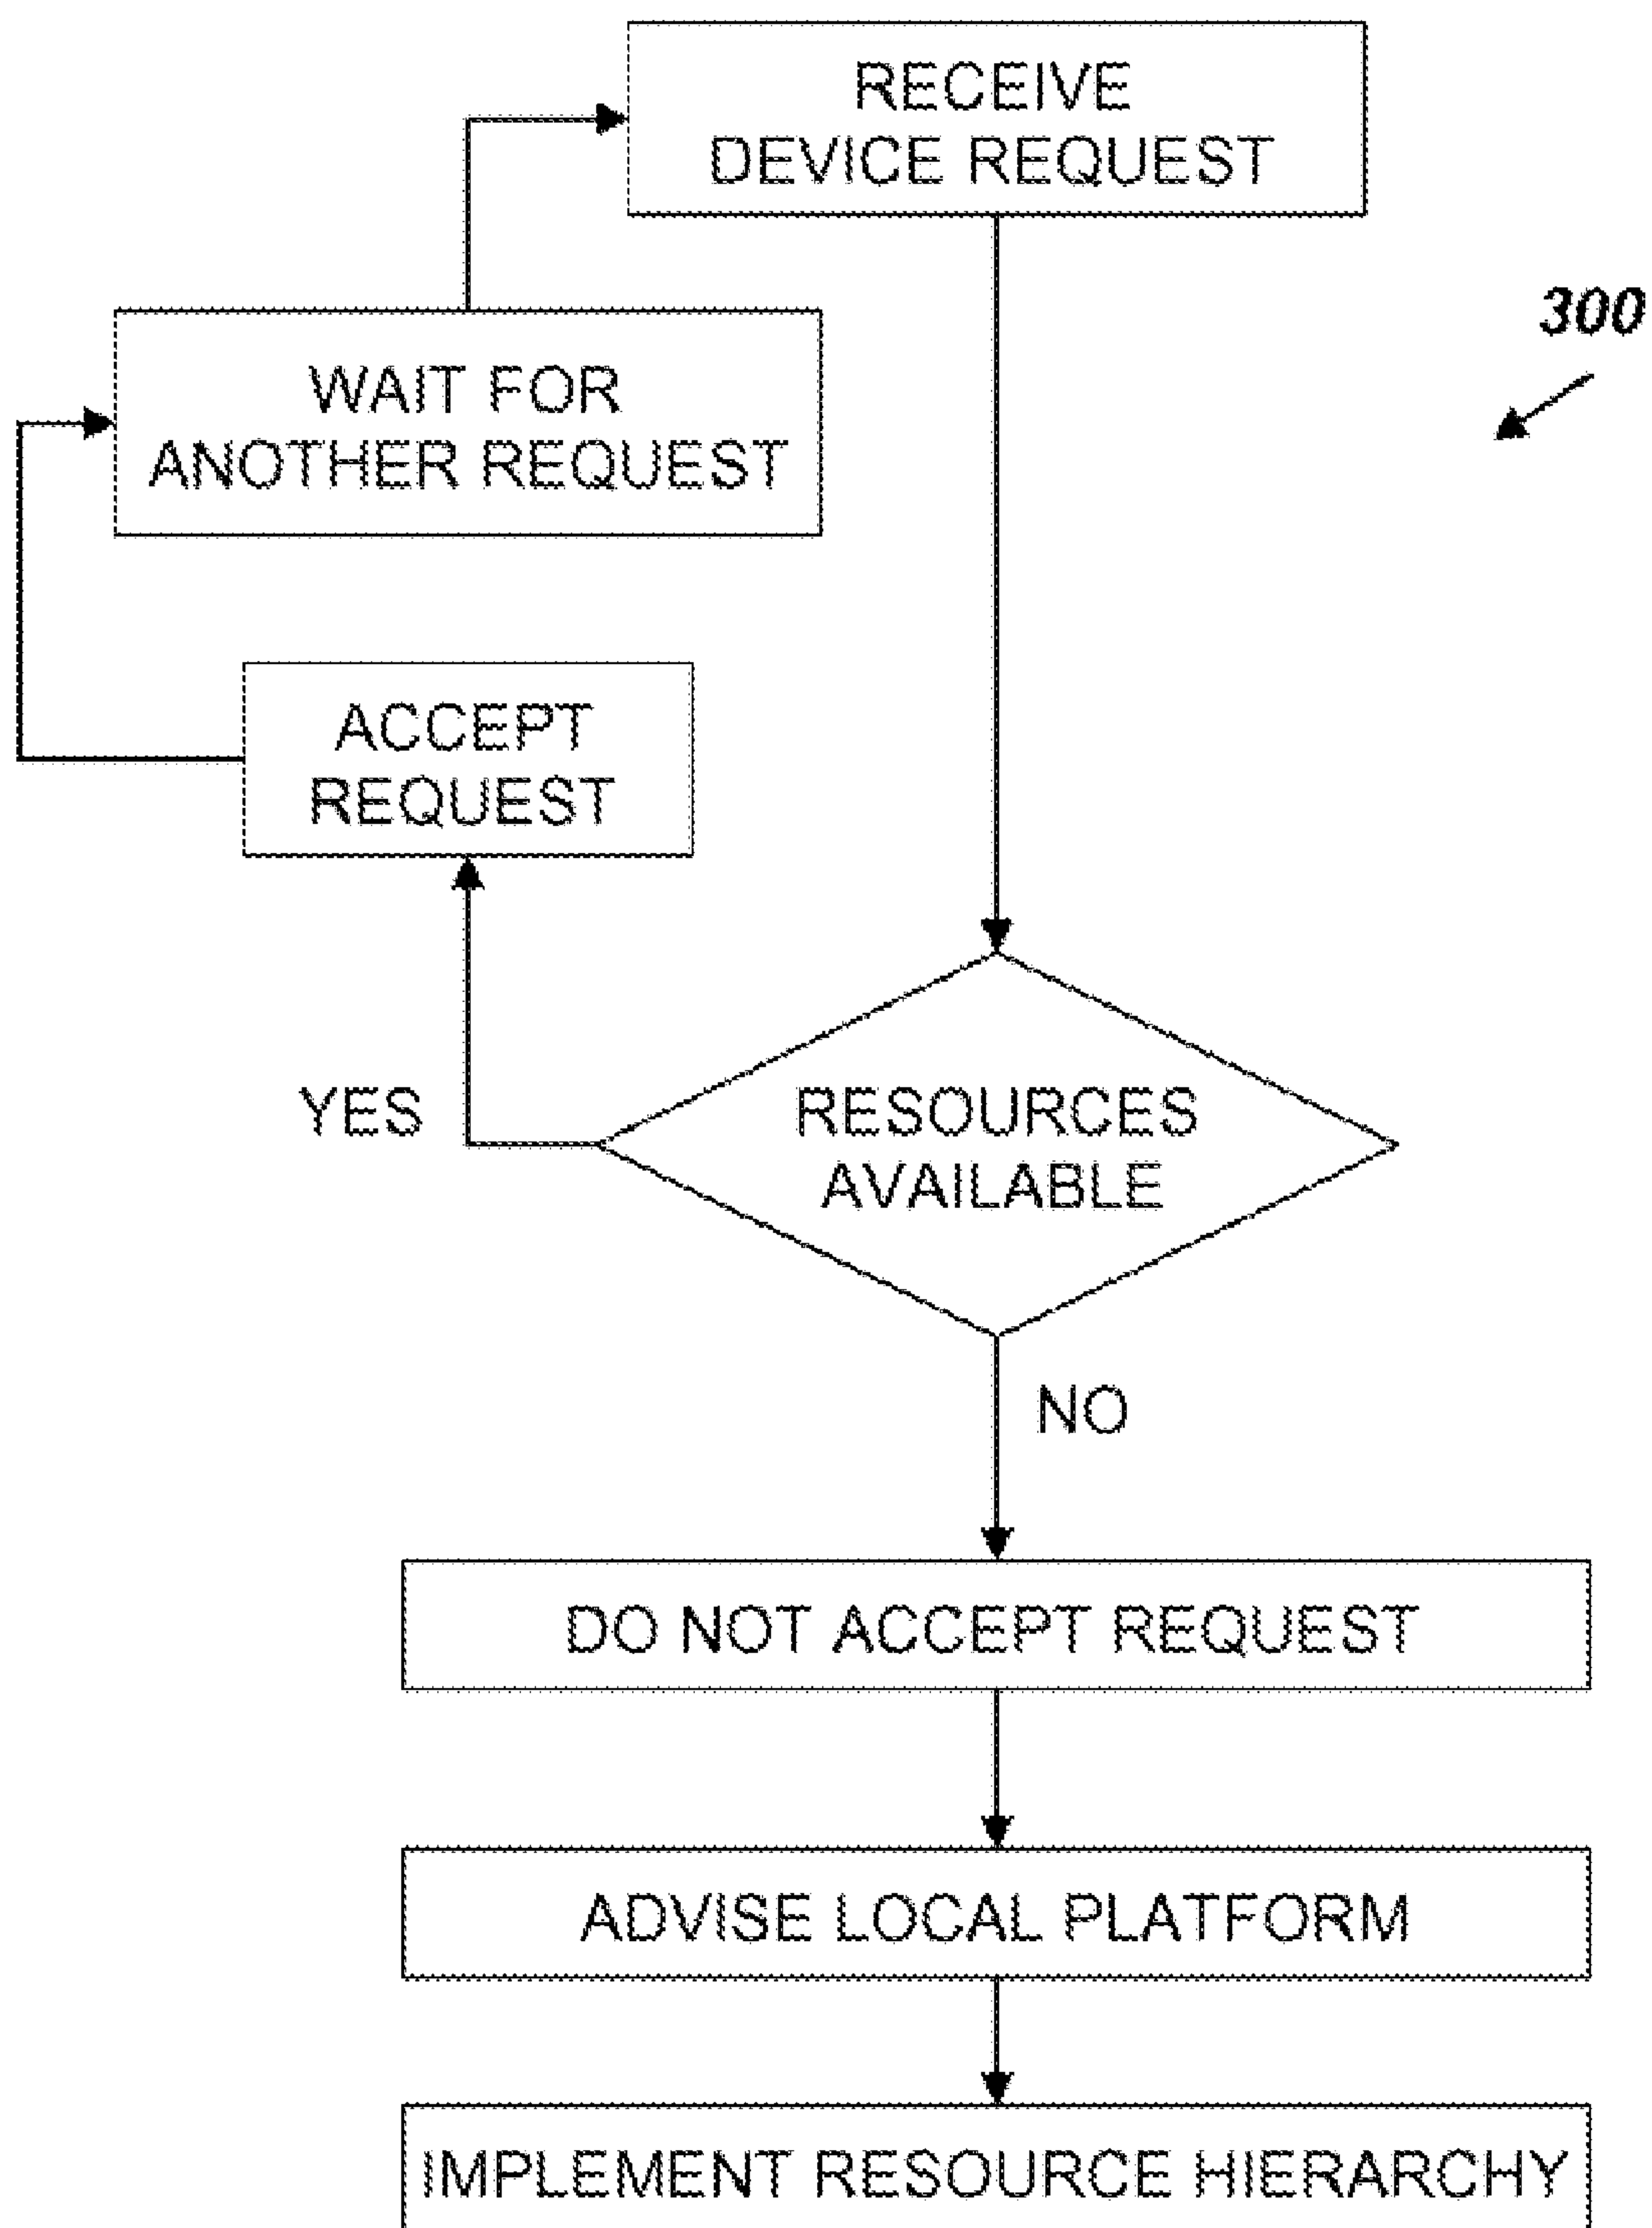 RECEIVE
DEVICE REQUEST
300
WAIT FOR
ANOTHER REQUEST
ACCEPT
REQUEST
YES
RESOURCES
AVAILABLE
NO
DO NOT ACCEPT REQUEST
ADVISE LOCAL PLATFORM
IMPLEMENT RESOURCE HIERARCHY